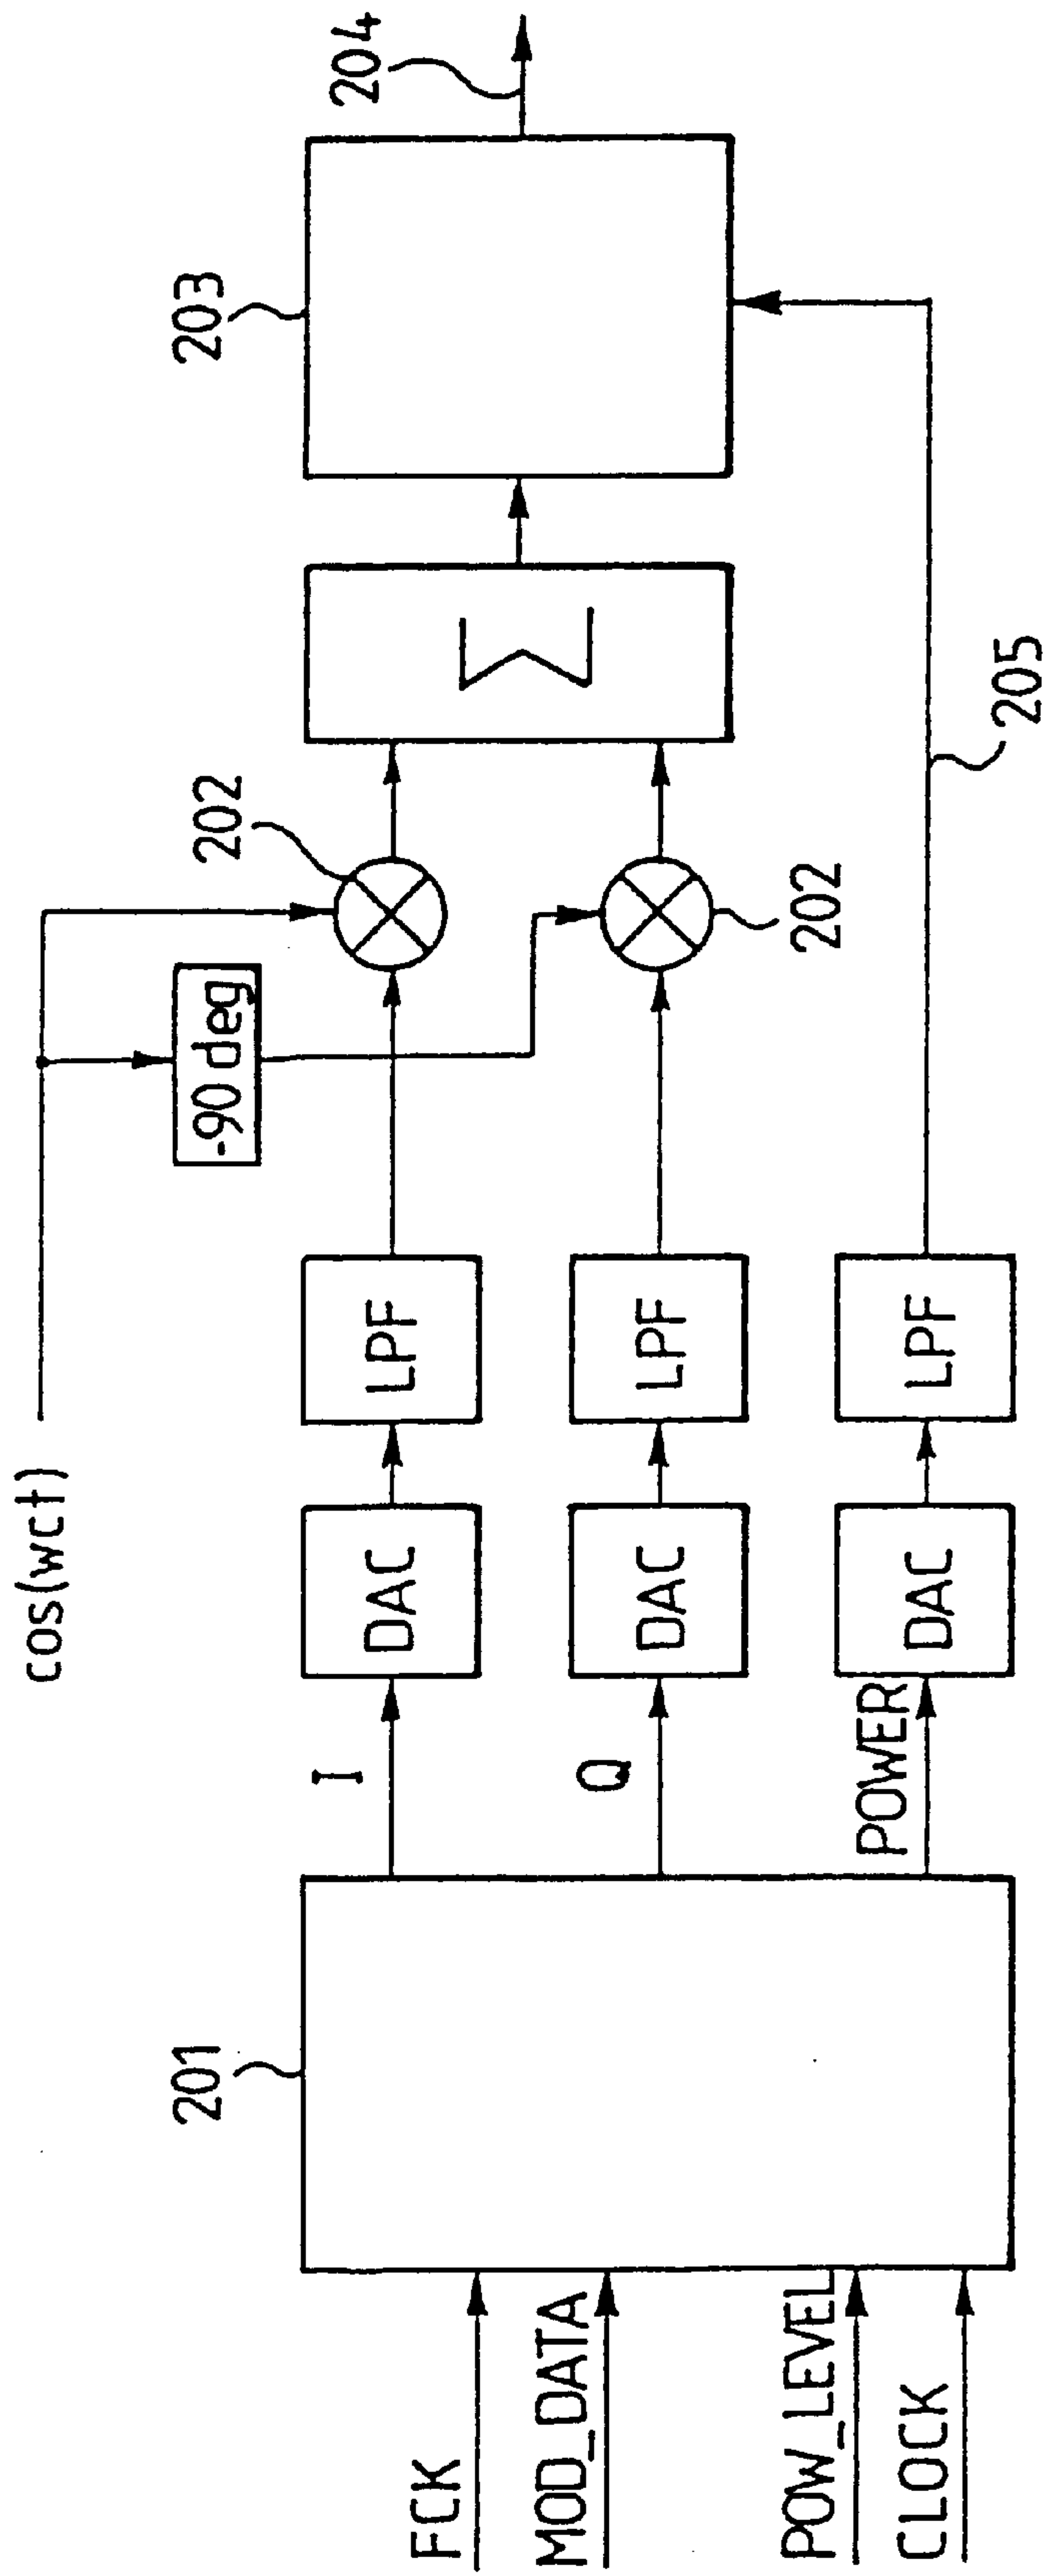 cos(wct)
-90 deg
202
203
204
201
I
DAC
LPF
Σ
FCK
MOD_DATA
Q
DAC
LPF
202
POW_LEVEL
CLOCK
POWER
DAC
LPF
205